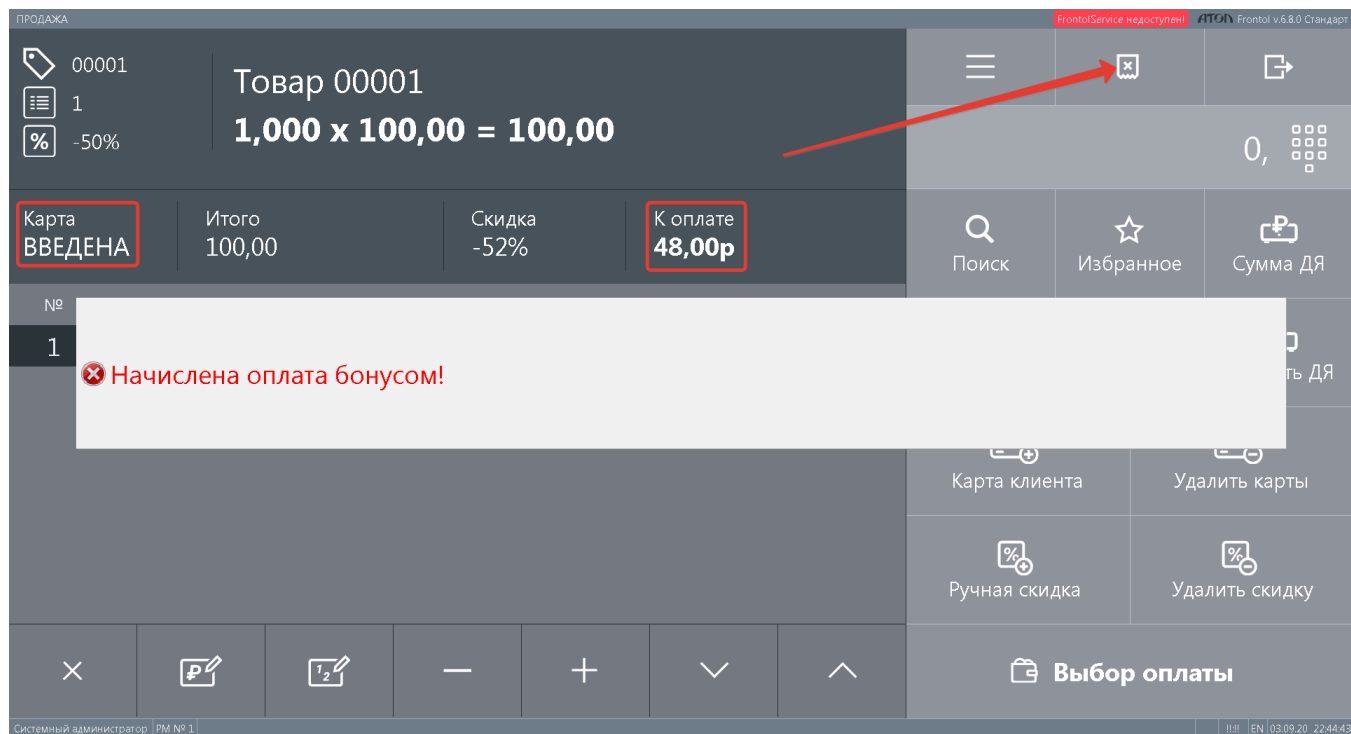 ПРОДАЖА
FrontolService недоступен! ATOЛ Frontol v.6.8.0 Стандарт
00001
1
-50%
Товар 00001
1,000 x 100,00 = 100,00
0,
Карта
ВВЕДЕНА
Итого
100,00
Скидка
-52%
К оплате
48,00р
Поиск
Избранное
Сумма ДЯ
№
1
Начислена оплата бонусом!
ть ДЯ
Карта клиента
Удалить карты
Ручная скидка
Удалить скидку
Выбор оплаты
Системный администратор РМ № 1
!!:!! EN 03.09.20 22:44:43